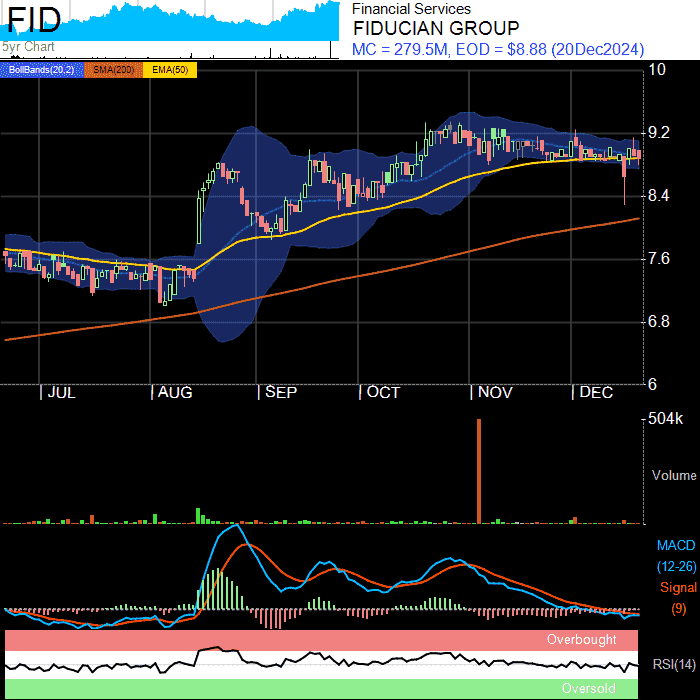 FID
5yr Chart
Financial Services
FIDUCIAN GROUP
MC = 279.5M, EOD = $8.88 (20Dec2024)
BollBands(20,2) SMA(200) EMA(50)
10
9.2
8.4
7.6
6.8
6
JUL AUG SEP OCT NOV DEC
504k
Volume
MACD
(12-26)
Signal
(9)
Overbought
RSI(14)
Oversold